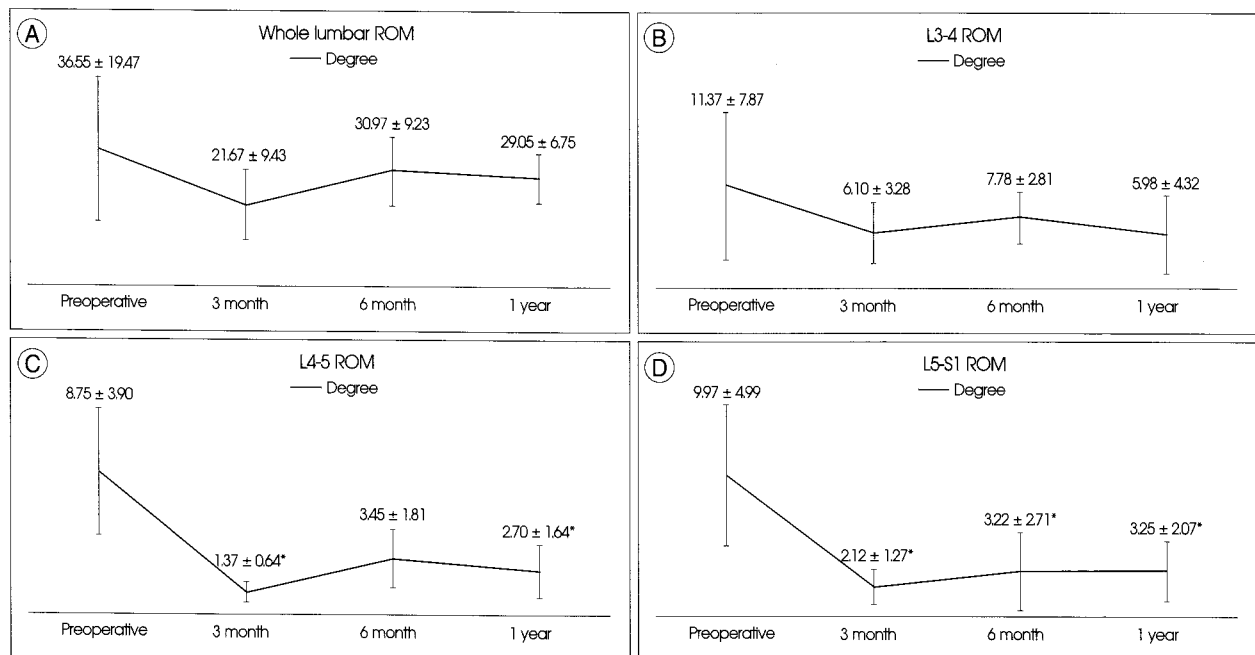 A
Whole lumbar ROM
Degree
36.55 ± 19.47
21.67 ± 9.43
30.97 ± 9.23
29.05 ± 6.75
Preoperative 3 month 6 month 1 year
B
L3-4 ROM
Degree
11.37 ± 7.87
6.10 ± 3.28
7.78 ± 2.81
5.98 ± 4.32
Preoperative 3 month 6 month 1 year
C
L4-5 ROM
Degree
8.75 ± 3.90
1.37 ± 0.64*
3.45 ± 1.81
2.70 ± 1.64*
Preoperative 3 month 6 month 1 year
D
L5-S1 ROM
Degree
9.97 ± 4.99
2.12 ± 1.27*
3.22 ± 2.71*
3.25 ± 2.07*
Preoperative 3 month 6 month 1 year